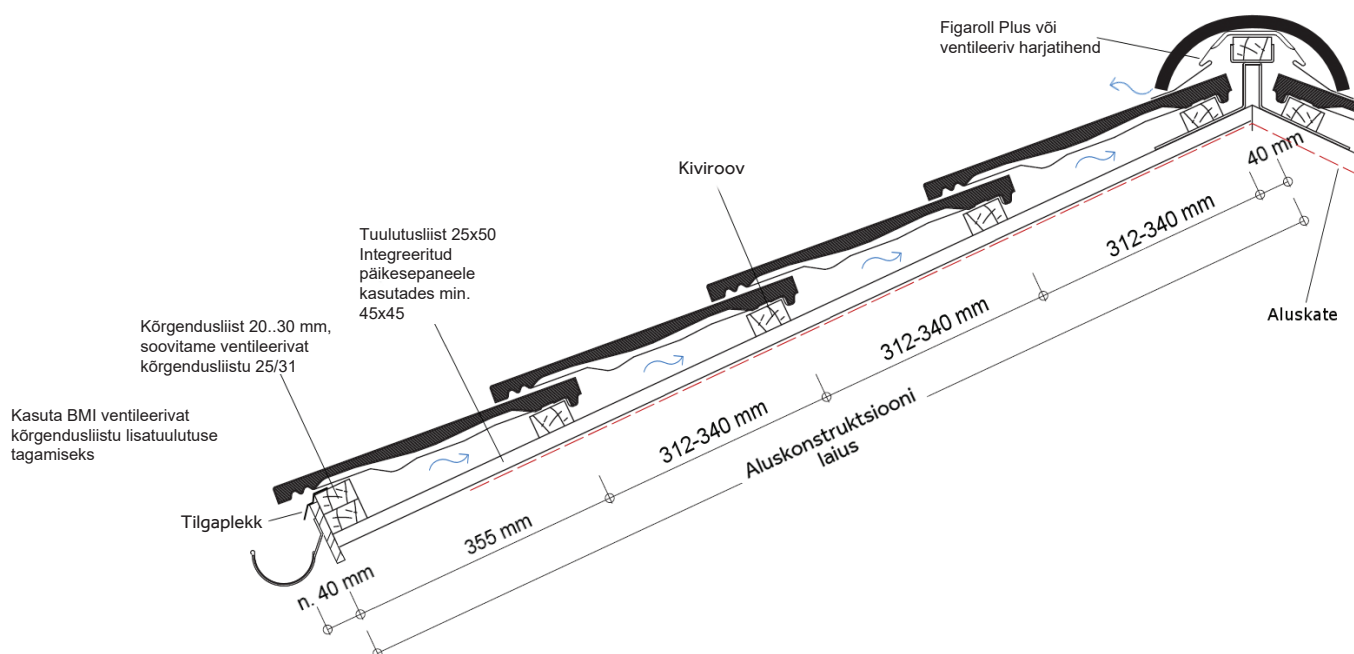 Figaroll Plus või
ventileeriv harjatihend
Kiviroov
40 mm
Tuulutusliist 25x50
Integreeritud
päikesepaneele
kasutades min.
45x45
312-340 mm
Aluskate
Kõrgendusliist 20..30 mm,
soovitame ventileerivat
kõrgendusliistu 25/31
312-340 mm
Kasuta BMI ventileerivat
kõrgendusliistu lisatuulutuse
tagamiseks
312-340 mm
Aluskonstruktsiooni
laius
Tilgaplekk
355 mm
n. 40 mm